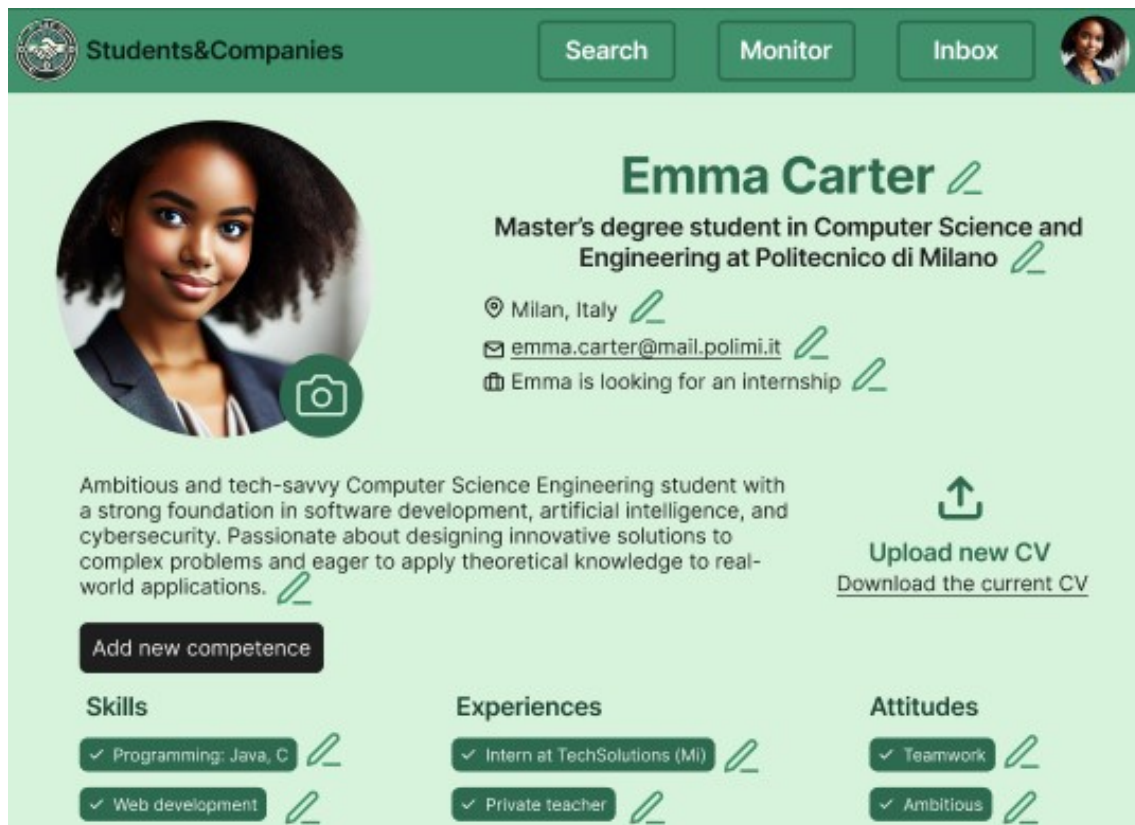 Students&Companies
Search
Monitor
Inbox
Emma Carter
Master's degree student in Computer Science and
Engineering at Politecnico di Milano
Milan, Italy
emma.carter@mail.polimi.it
Emma is looking for an internship
Ambitious and tech-savvy Computer Science Engineering student with
a strong foundation in software development, artificial intelligence, and
cybersecurity. Passionate about designing innovative solutions to
complex problems and eager to apply theoretical knowledge to real-
world applications.
Upload new CV
Download the current CV
Add new competence
Skills
Experiences
Attitudes
Programming: Java, C
Intern at TechSolutions (Mi)
Teamwork
Web development
Private teacher
Ambitious